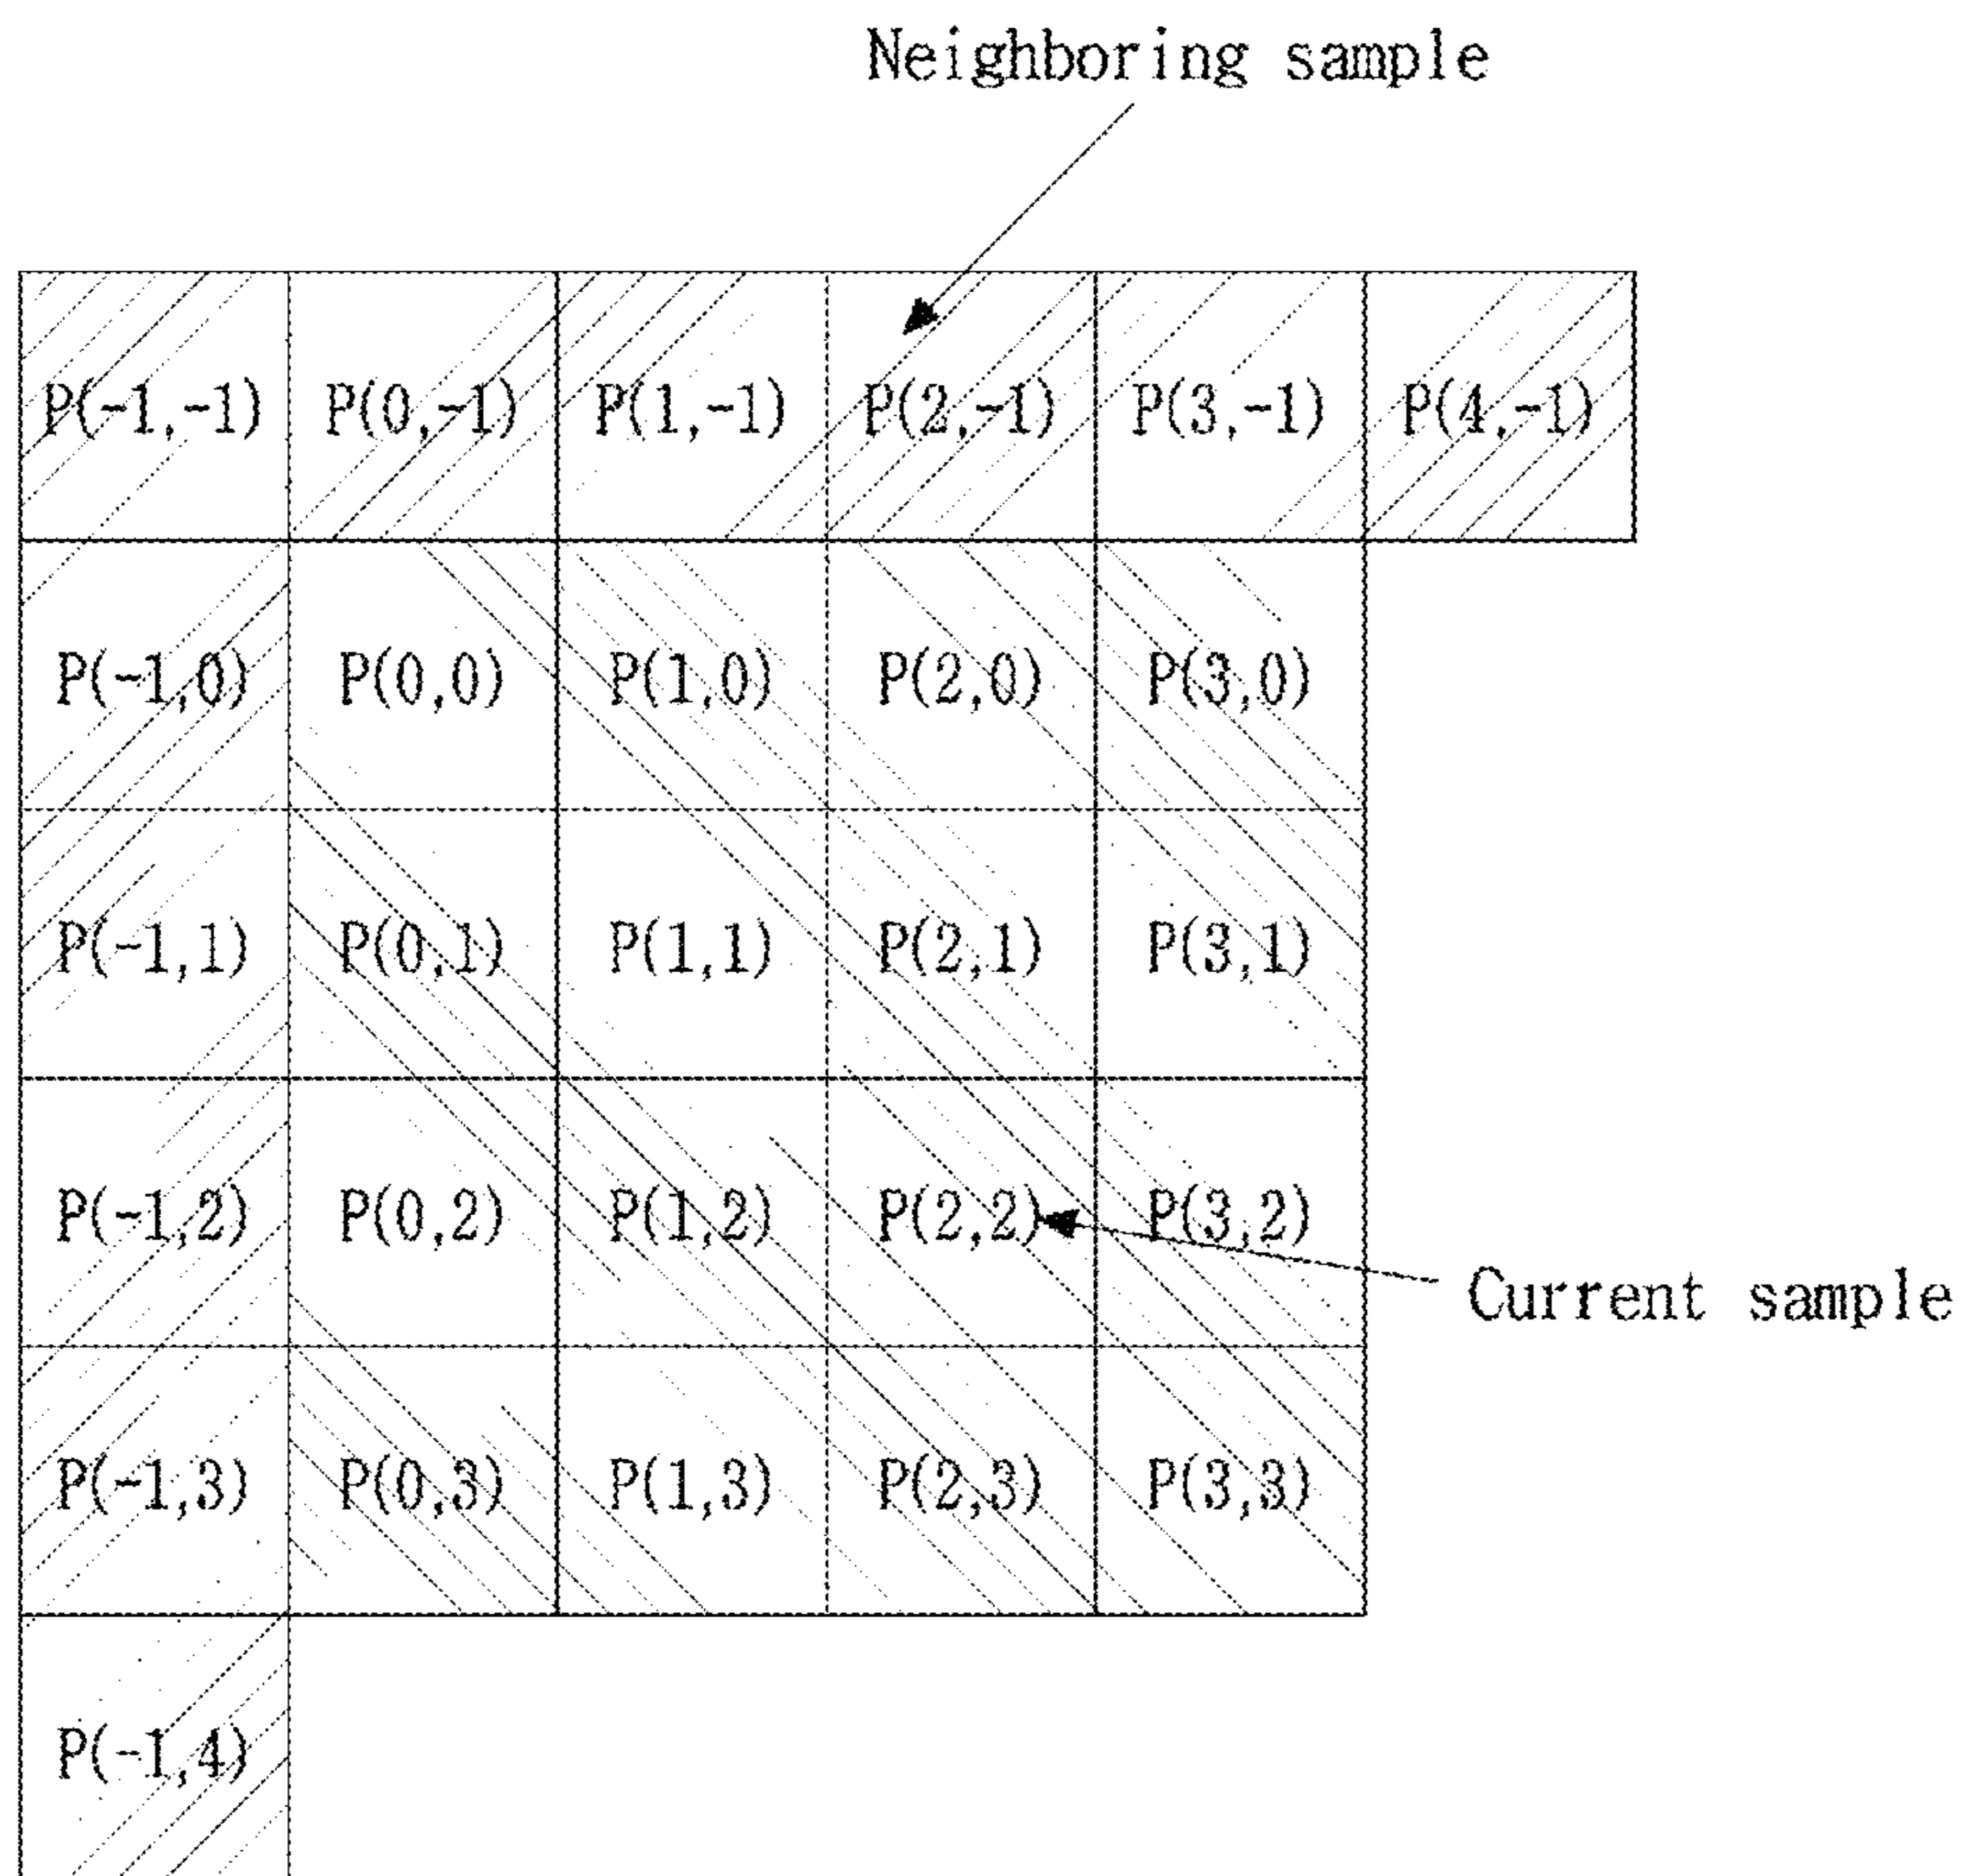 Neighboring sample
P(-1,-1) P(0,-1) P(1,-1) P(2,-1) P(3,-1) P(4,-1)
P(-1,0) P(0,0) P(1,0) P(2,0) P(3,0)
P(-1,1) P(0,1) P(1,1) P(2,1) P(3,1)
P(-1,2) P(0,2) P(1,2) P(2,2) P(3,2)
Current sample
P(-1,3) P(0,3) P(1,3) P(2,3) P(3,3)
P(-1,4)